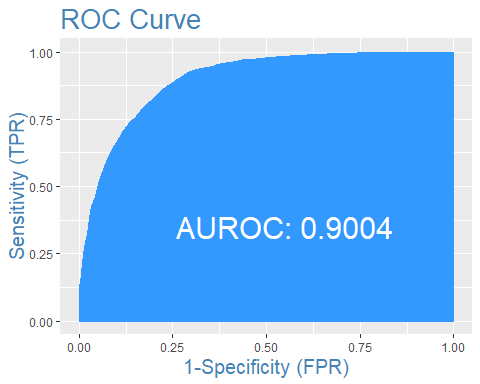 ROC Curve
1.00
0.75
0.50
0.25
0.00
Sensitivity (TPR)
AUROC: 0.9004
0.00 0.25 0.50 0.75 1.00
1-Specificity (FPR)